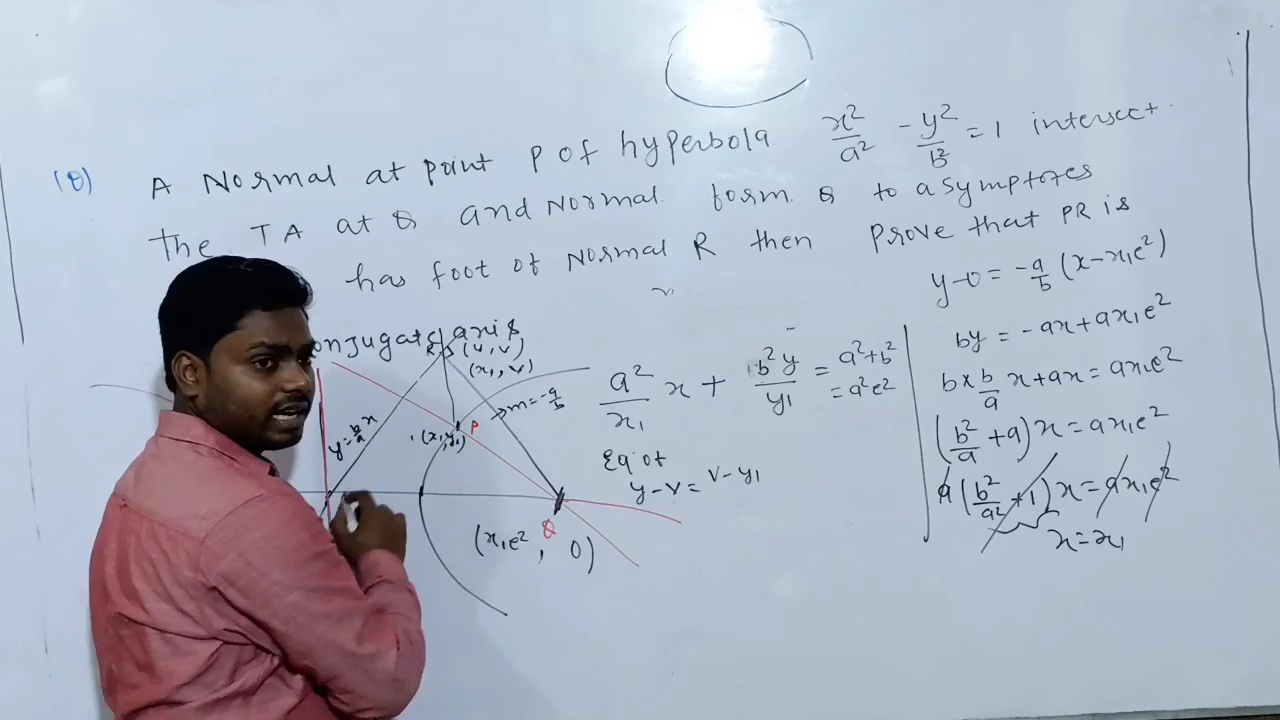 (Q) A Normal at point P of hyperbola x²/a² - y²/b² = 1 intersect
the TA at Q and Normal form Q to asymptotes
has foot of Normal R then Prove that PR is
onjugate axis
(u, v)
(x₁, v)
y = b/a x
m = -a/b
P
(x₁, y₁)
Q
(x₁e², 0)
a²/x₁ x + b²y/y₁ = a²+b²
= a²e²
Eq of
y-v = v-y₁
y-0 = -a/b (x-x₁e²)
by = -ax+ax₁e²
b × b/a x+ax = ax₁e²
(b²/a + a) x = ax₁e²
a (b²/a² + 1) x = ax₁e²
x = x₁